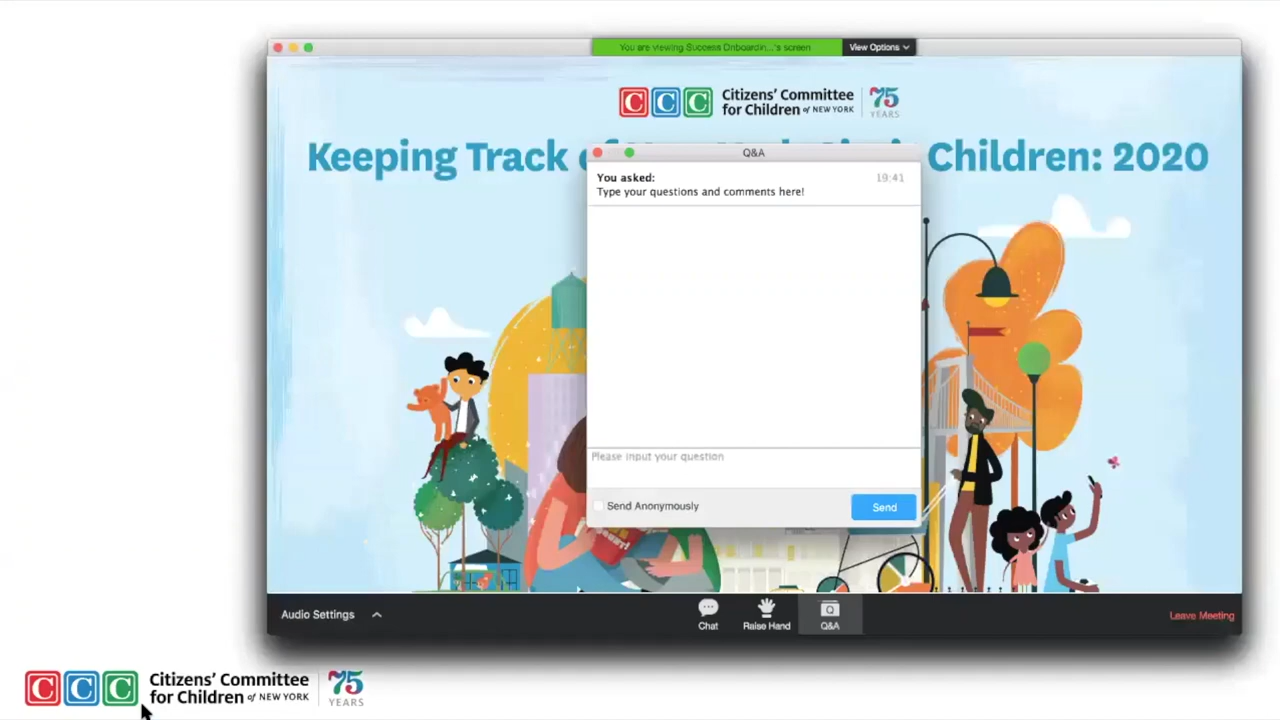 You are viewing Success Onboardin...'s screen
View Options
CCC Citizens' Committee
for Children of NEW YORK
75
YEARS
Keeping Track Children: 2020
Q&A
You asked:
19:41
Type your questions and comments here!
Please input your question
Send Anonymously
Send
Audio Settings
Chat
Raise Hand
Q&A
Leave Meeting
CCC Citizens' Committee
for Children of NEW YORK
75
YEARS